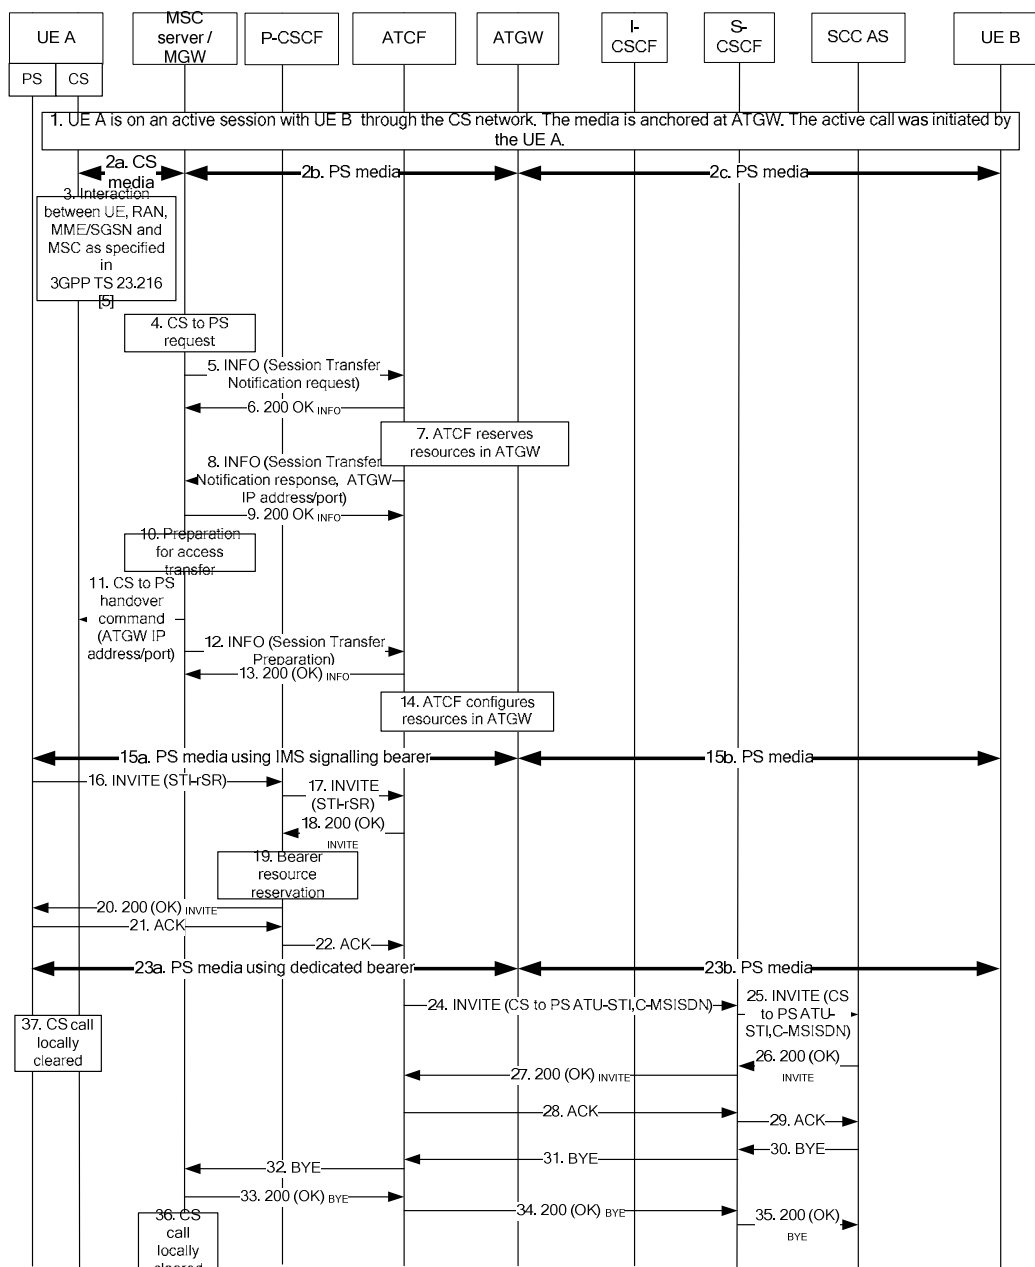 UE A
MSC
server /
MGW
P-CSCF
ATCF
ATGW
I-
CSCF
S-
CSCF
SCC AS
UE B
PS
CS
1. UE A is on an active session with UE B through the CS network. The media is anchored at ATGW. The active call was initiated by
the UE A.
2a. CS
media
2b. PS media
2c. PS media
3. Interaction
between UE, RAN,
MME/SGSN and
MSC as specified
in
3GPP TS 23.216
[5]
4. CS to PS
request
5. INFO (Session Transfer
Notification request)
6. 200 OK INFO
7. ATCF reserves
resources in ATGW
8. INFO (Session Transfer
Notification response, ATGW
IP address/port)
9. 200 OK INFO
10. Preparation
for access
transfer
11. CS to PS
handover
command
(ATGW IP
address/port)
12. INFO (Session Transfer
Preparation)
13. 200 (OK) INFO
14. ATCF configures
resources in ATGW
15a. PS media using IMS signalling bearer
15b. PS media
16. INVITE (STI-rSR)
17. INVITE
(STI-rSR)
18. 200 (OK)
INVITE
19. Bearer
resource
reservation
20. 200 (OK) INVITE
21. ACK
22. ACK
23a. PS media using dedicated bearer
23b. PS media
24. INVITE (CS to PS ATU-STI,C-MSISDN)
25. INVITE (CS
to PS ATU-
STI,C-MSISDN)
37. CS call
locally
cleared
26. 200 (OK)
INVITE
27. 200 (OK) INVITE
28. ACK
29. ACK
30. BYE
31. BYE
32. BYE
33. 200 (OK) BYE
34. 200 (OK) BYE
35. 200 (OK)
BYE
36. CS
call
locally
cleared